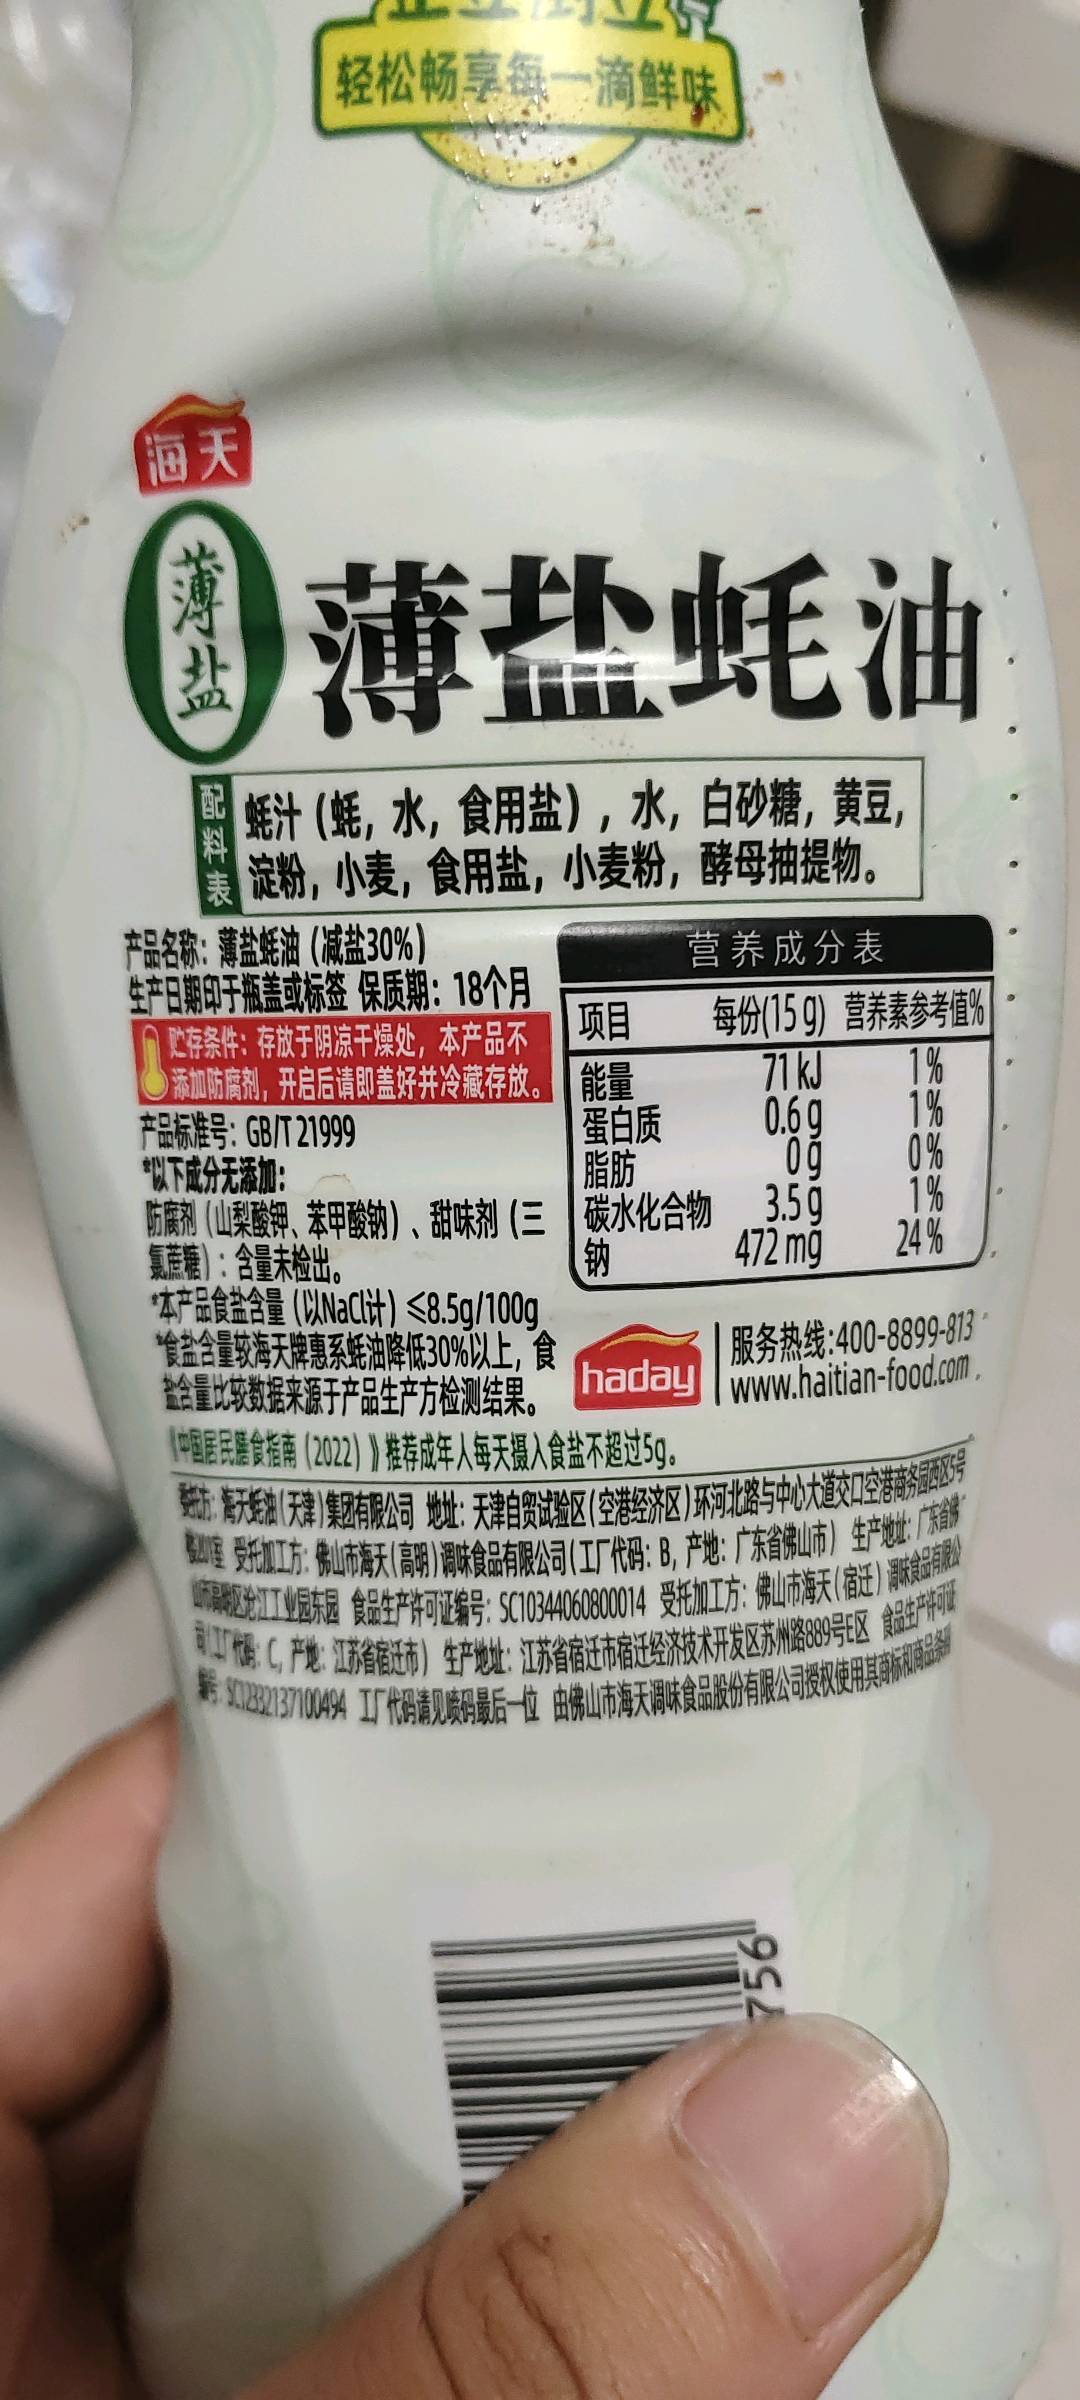 轻松畅享每一滴鲜味
海天
薄盐
薄盐蚝油
配料表
蚝汁（蚝，水，食用盐），水，白砂糖，黄豆，
淀粉，小麦，食用盐，小麦粉，酵母抽提物。
产品名称：薄盐蚝油（减盐30%）
生产日期印于瓶盖或标签 保质期：18个月
贮存条件：存放于阴凉干燥处，本产品不
添加防腐剂，开启后请即盖好并冷藏存放。
产品标准号：GB/T 21999
*以下成分无添加：
防腐剂（山梨酸钾、苯甲酸钠）、甜味剂（三
氯蔗糖）：含量未检出。
*本产品食盐含量（以NaCl计）≤8.5g/100g
*食盐含量较海天牌惠系蚝油降低30%以上，食
盐含量比较数据来源于产品生产方检测结果。
营养成分表
项目 每份(15 g) 营养素参考值%
能量 71 kJ 1%
蛋白质 0.6 g 1%
脂肪 0 g 0%
碳水化合物 3.5 g 1%
钠 472 mg 24%
haday
服务热线:400-8899-813
www.haitian-food.com
《中国居民膳食指南（2022）》推荐成年人每天摄入食盐不超过5g。
委托方：海天蚝油（天津）集团有限公司 地址：天津自贸试验区（空港经济区）环河北路与中心大道交口空港商务园西区5号
受托加工方：佛山市海天（高明）调味食品有限公司（工厂代码：B，产地：广东省佛山市） 生产地址：广东省佛
山市高明区沧江工业园东园 食品生产许可证编号：SC10344060800014 受托加工方：佛山市海天（宿迁）调味食品有限公
司（工厂代码：C，产地：江苏省宿迁市） 生产地址：江苏省宿迁市宿迁经济技术开发区苏州路889号E区 食品生产许可证
编号：SC12332137100494 工厂代码请见喷码最后一位 由佛山市海天调味食品股份有限公司授权使用其商标和商品条码
756